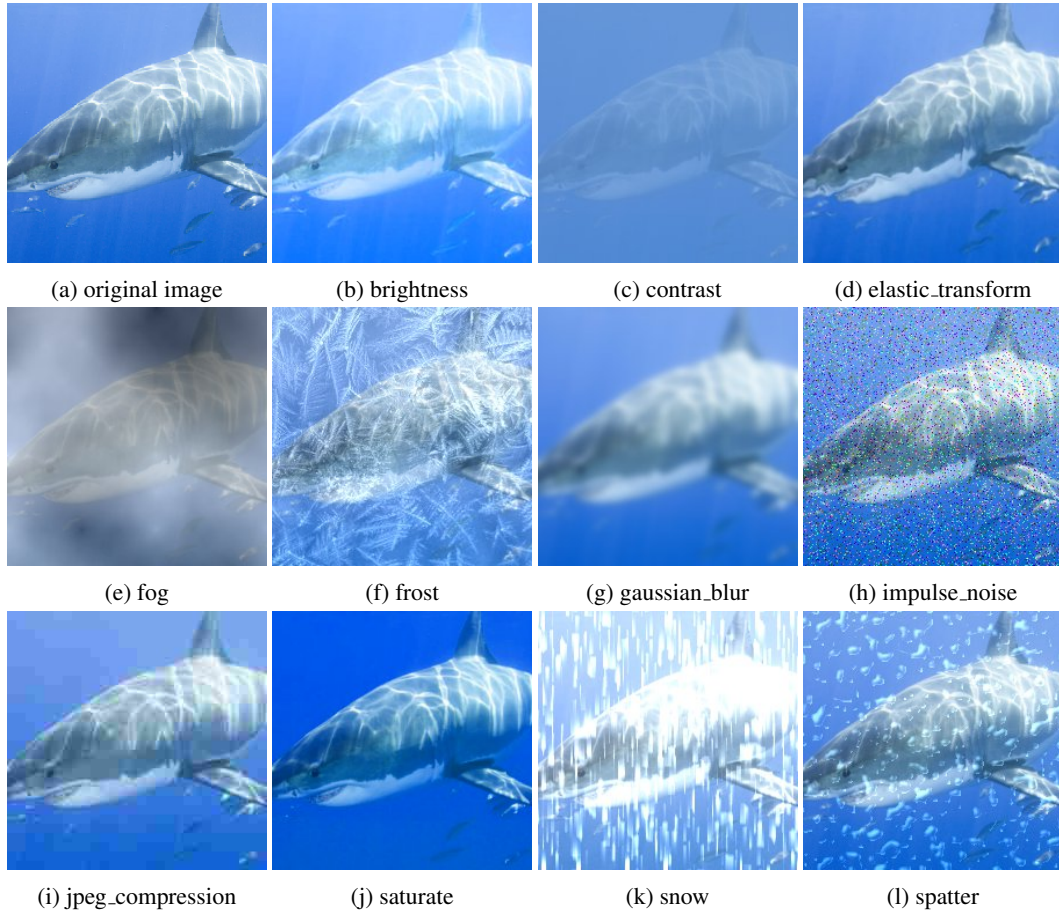 (a) original image
(b) brightness
(c) contrast
(d) elastic_transform
(e) fog
(f) frost
(g) gaussian_blur
(h) impulse_noise
(i) jpeg_compression
(j) saturate
(k) snow
(l) spatter